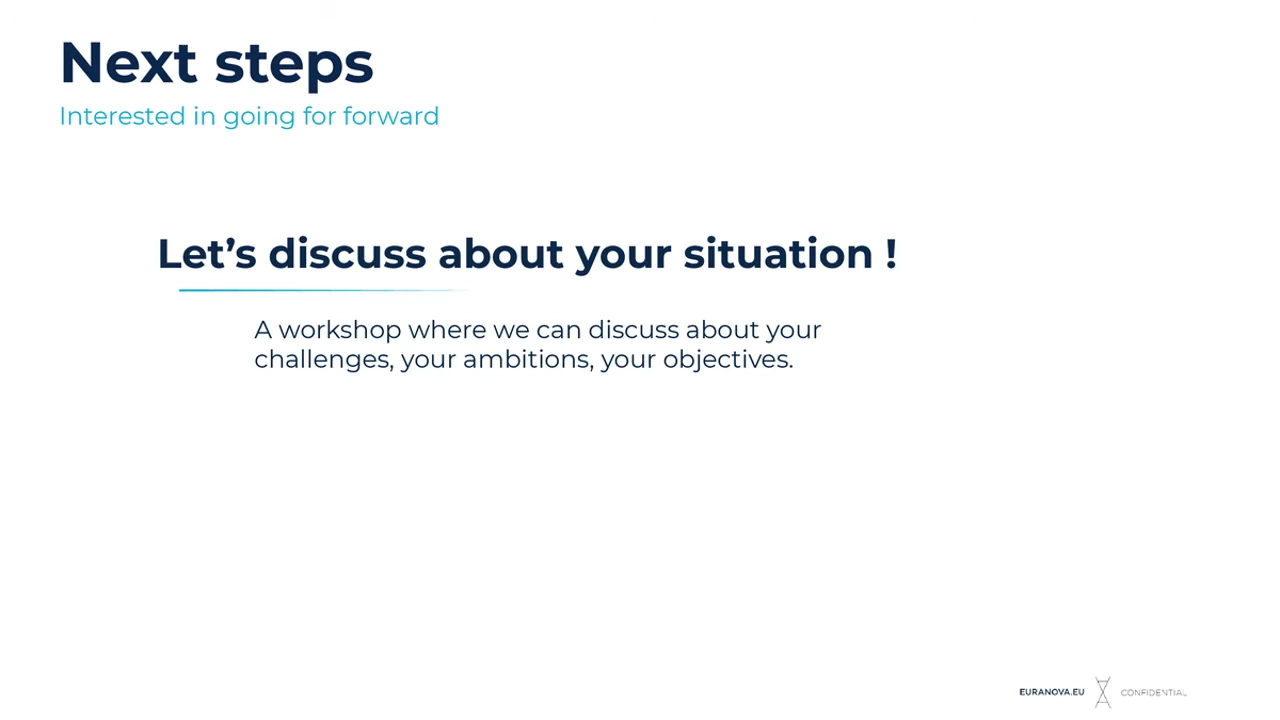 Next steps
Interested in going for forward
Let's discuss about your situation !
A workshop where we can discuss about your
challenges, your ambitions, your objectives.
EURANOVA.EU CONFIDENTIAL